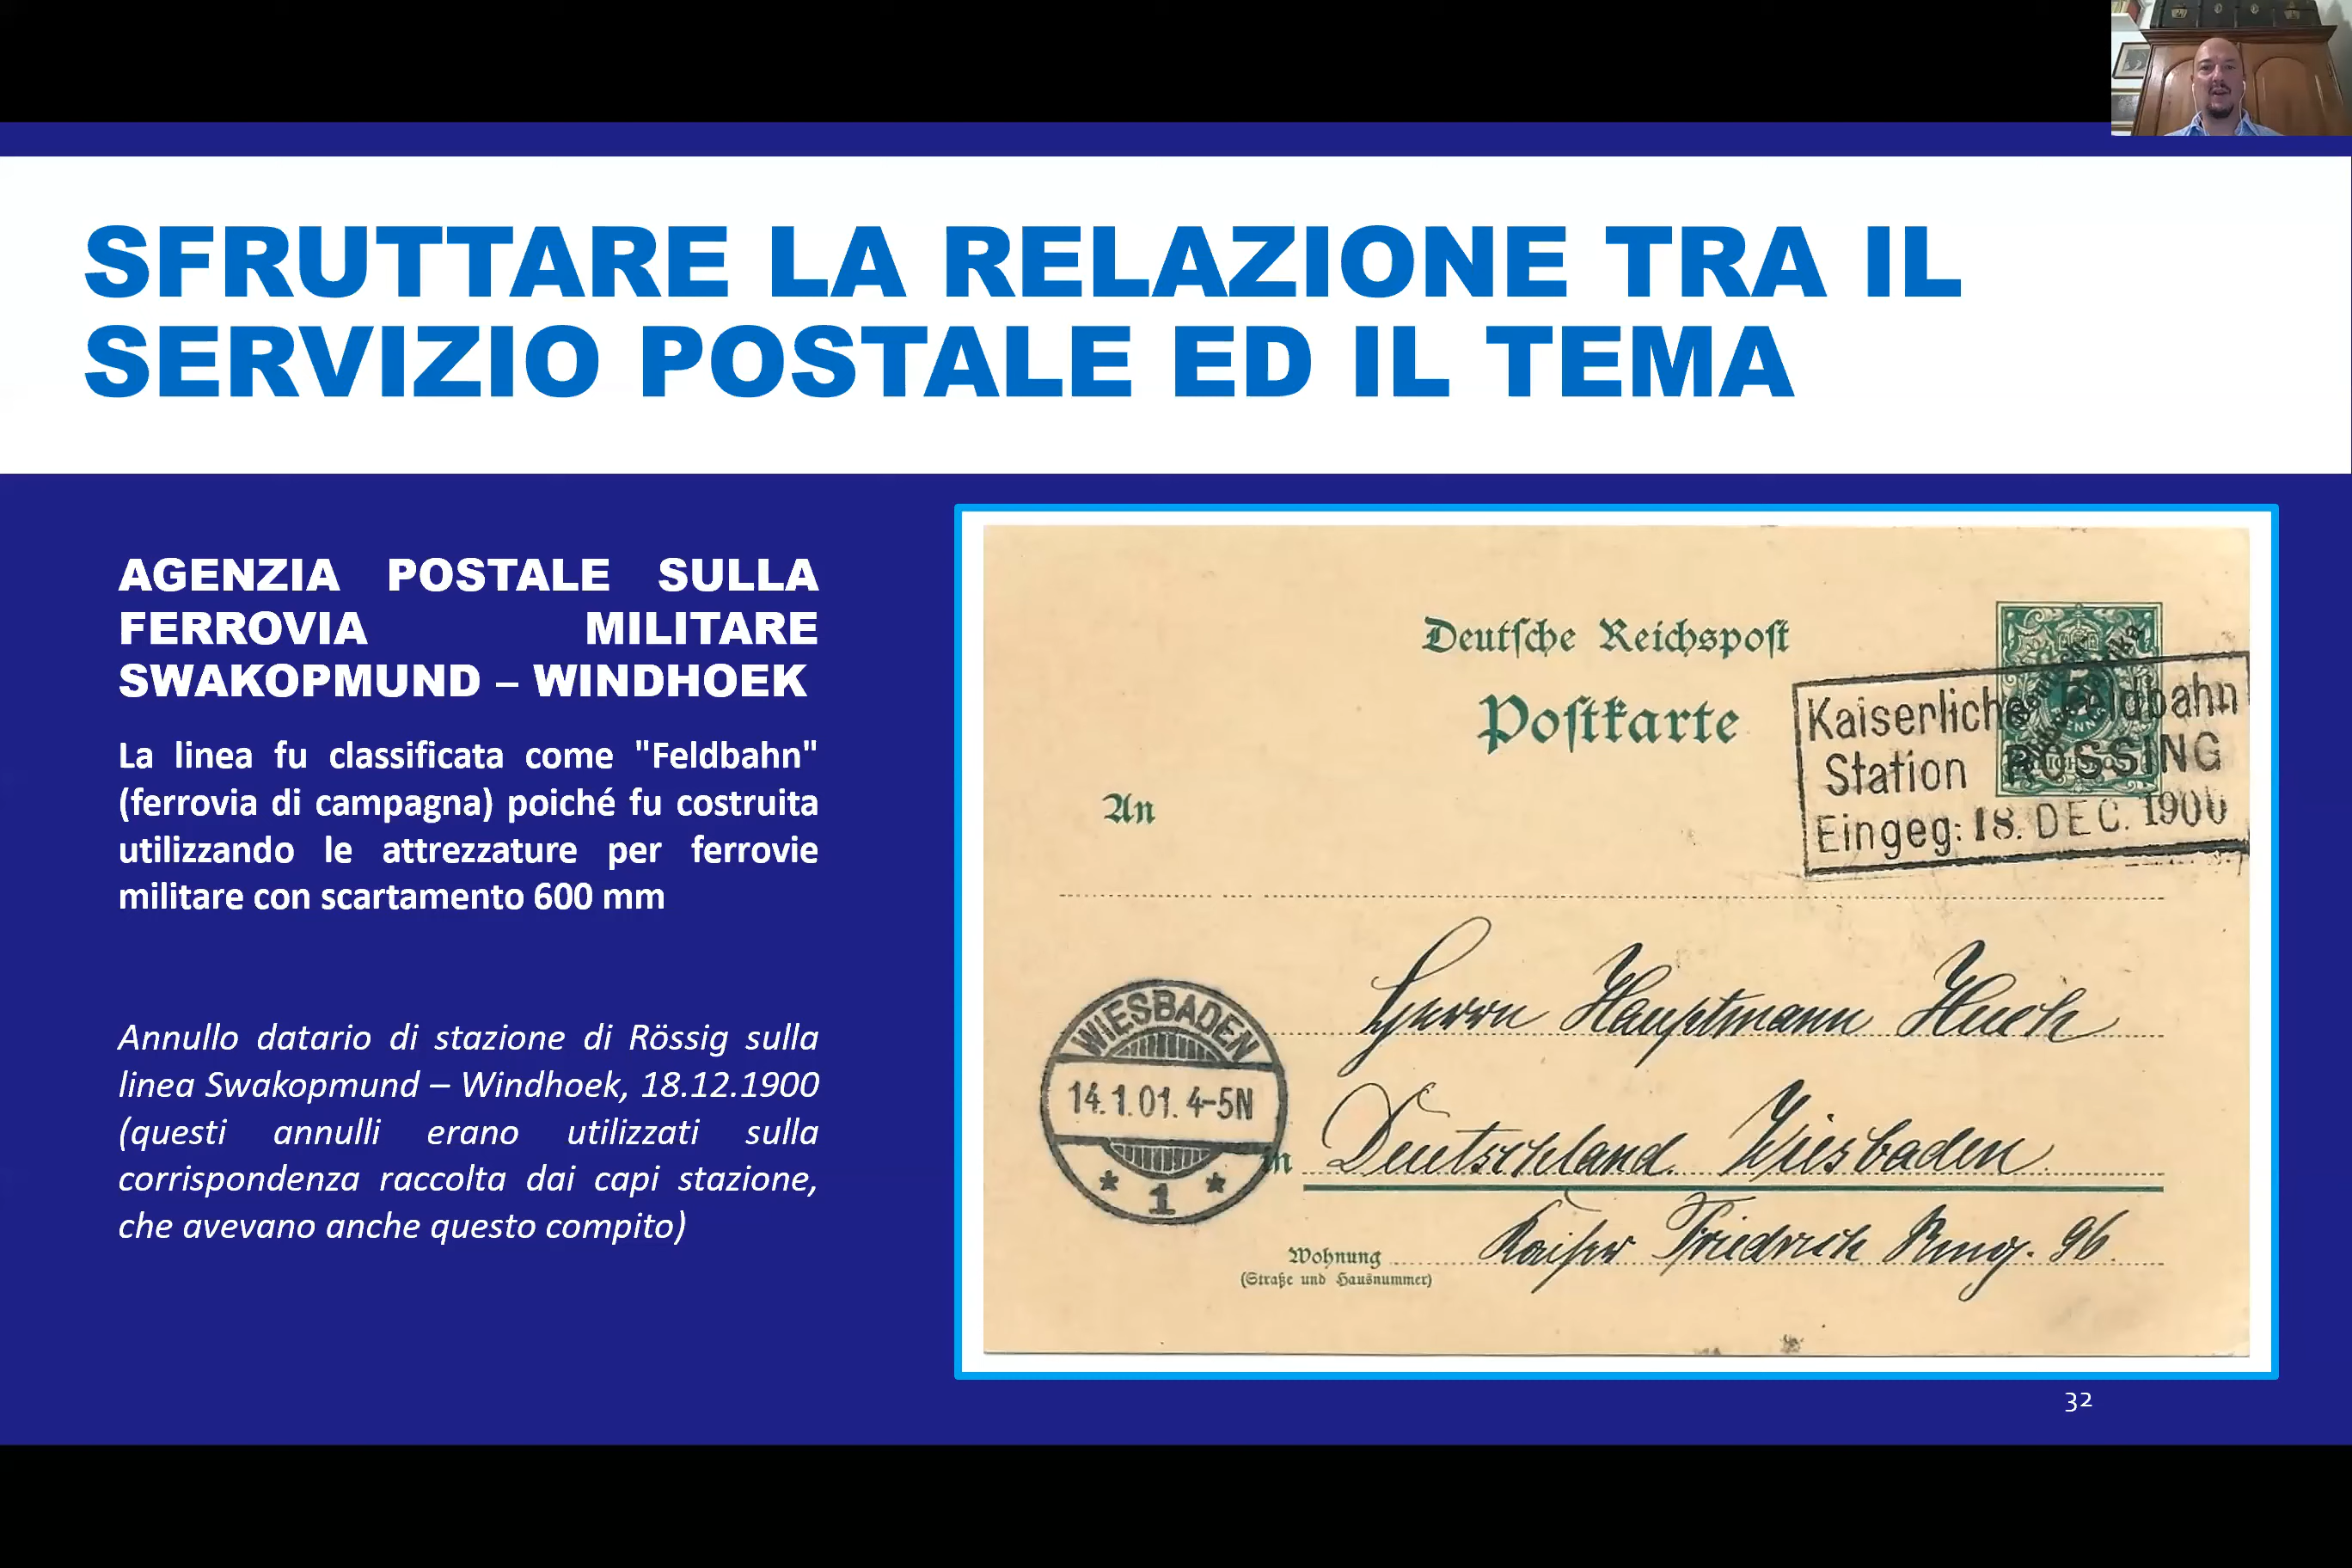 SFRUTTARE LA RELAZIONE TRA IL
SERVIZIO POSTALE ED IL TEMA
AGENZIA POSTALE SULLA
FERROVIA MILITARE
SWAKOPMUND – WINDHOEK
La linea fu classificata come "Feldbahn"
(ferrovia di campagna) poiché fu costruita
utilizzando le attrezzature per ferrovie
militare con scartamento 600 mm
Annullo datario di stazione di Rössig sulla
linea Swakopmund – Windhoek, 18.12.1900
(questi annulli erano utilizzati sulla
corrispondenza raccolta dai capi stazione,
che avevano anche questo compito)
Deutsche Reichspost
Postkarte
An
Kaiserliche Feldbahn
Station RÖSSING
Eingeg: 18. DEC. 1900
Herrn Hauptmann Huch
WIESBADEN
14.1.01. 4-5N
* 1 *
in Deutschland Wiesbaden
Wohnung Kaiser Friedrich Ring. 96
(Straße und Hausnummer)
32